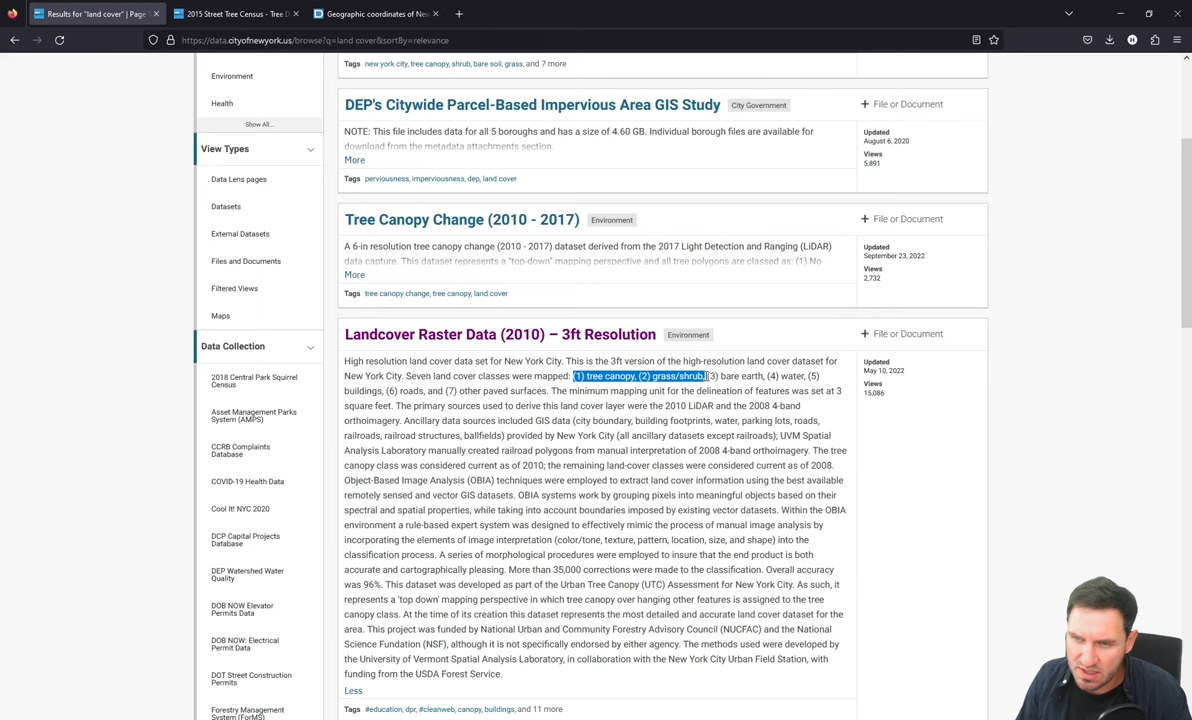 Results for "land cover" | Page
2015 Street Tree Census - Tree D
Geographic coordinates of New
https://data.cityofnewyork.us/browse?q=land cover&sortBy=relevance
Environment
Health
Show All...
View Types
Data Lens pages
Datasets
External Datasets
Files and Documents
Filtered Views
Maps
Data Collection
2018 Central Park Squirrel
Census
Asset Management Parks
System (AMPS)
CCRB Complaints
Database
COVID-19 Health Data
Cool It! NYC 2020
DCP Capital Projects
Database
DEP Watershed Water
Quality
DOB NOW Elevator
Permits Data
DOB NOW: Electrical
Permit Data
DOT Street Construction
Permits
Forestry Management
System (ForMS)
Tags new york city, tree canopy, shrub, bare soil, grass, and 7 more
DEP's Citywide Parcel-Based Impervious Area GIS Study City Government
File or Document
NOTE: This file includes data for all 5 boroughs and has a size of 4.60 GB. Individual borough files are available for
download from the metadata attachments section.
More
Updated
August 6, 2020
Views
5,891
Tags perviousness, imperviousness, dep, land cover
Tree Canopy Change (2010 - 2017) Environment
File or Document
A 6-in resolution tree canopy change (2010 - 2017) dataset derived from the 2017 Light Detection and Ranging (LiDAR)
data capture. This dataset represents a "top-down" mapping perspective and all tree polygons are classed as: (1) No
More
Updated
September 23, 2022
Views
2,732
Tags tree canopy change, tree canopy, land cover
Landcover Raster Data (2010) – 3ft Resolution Environment
File or Document
High resolution land cover data set for New York City. This is the 3ft version of the high-resolution land cover dataset for
New York City. Seven land cover classes were mapped: (1) tree canopy, (2) grass/shrub, (3) bare earth, (4) water, (5)
buildings, (6) roads, and (7) other paved surfaces. The minimum mapping unit for the delineation of features was set at 3
square feet. The primary sources used to derive this land cover layer were the 2010 LiDAR and the 2008 4-band
orthoimagery. Ancillary data sources included GIS data (city boundary, building footprints, water, parking lots, roads,
railroads, railroad structures, ballfields) provided by New York City (all ancillary datasets except railroads); UVM Spatial
Analysis Laboratory manually created railroad polygons from manual interpretation of 2008 4-band orthoimagery. The tree
canopy class was considered current as of 2010; the remaining land-cover classes were considered current as of 2008.
Object-Based Image Analysis (OBIA) techniques were employed to extract land cover information using the best available
remotely sensed and vector GIS datasets. OBIA systems work by grouping pixels into meaningful objects based on their
spectral and spatial properties, while taking into account boundaries imposed by existing vector datasets. Within the OBIA
environment a rule-based expert system was designed to effectively mimic the process of manual image analysis by
incorporating the elements of image interpretation (color/tone, texture, pattern, location, size, and shape) into the
classification process. A series of morphological procedures were employed to insure that the end product is both
accurate and cartographically pleasing. More than 35,000 corrections were made to the classification. Overall accuracy
was 96%. This dataset was developed as part of the Urban Tree Canopy (UTC) Assessment for New York City. As such, it
represents a 'top down' mapping perspective in which tree canopy over hanging other features is assigned to the tree
canopy class. At the time of its creation this dataset represents the most detailed and accurate land cover dataset for the
area. This project was funded by National Urban and Community Forestry Advisory Council (NUCFAC) and the National
Science Fundation (NSF), although it is not specifically endorsed by either agency. The methods used were developed by
the University of Vermont Spatial Analysis Laboratory, in collaboration with the New York City Urban Field Station, with
funding from the USDA Forest Service.
Less
Updated
May 10, 2022
Views
15,086
Tags #education, dpr, #cleanweb, canopy, buildings, and 11 more